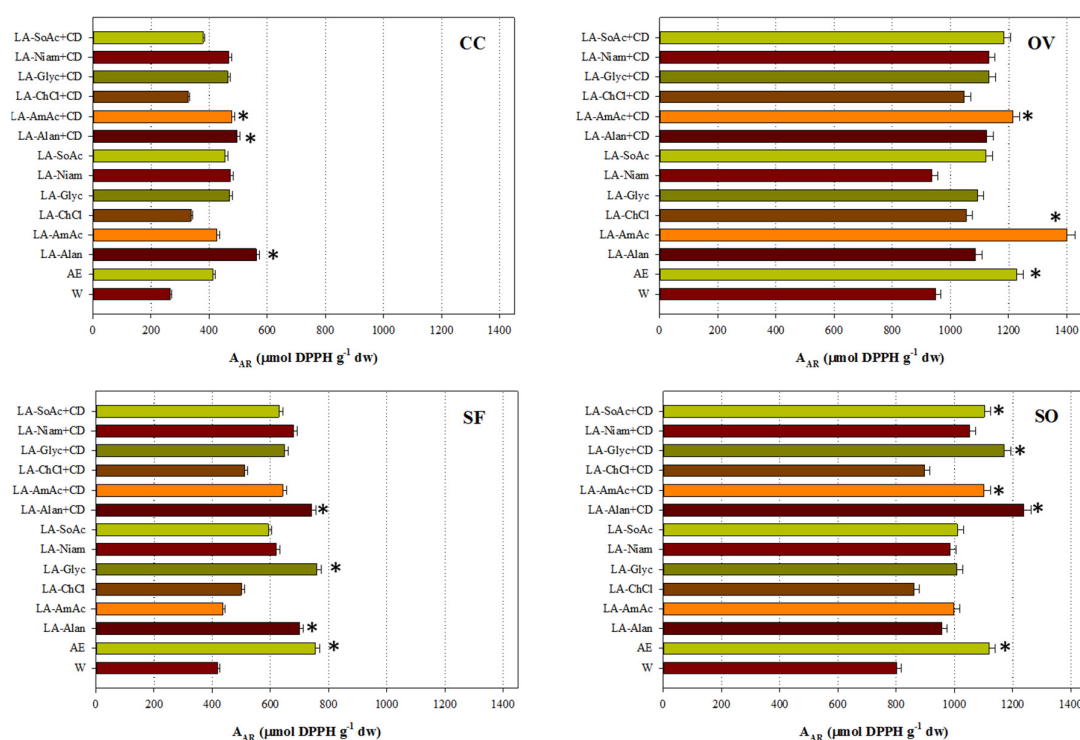 CC
LA-SoAc+CD
LA-Niam+CD
LA-Glyc+CD
LA-ChCl+CD
LA-AmAc+CD *
LA-Alan+CD *
LA-SoAc
LA-Niam
LA-Glyc
LA-ChCl
LA-AmAc
LA-Alan *
AE
W
0 200 400 600 800 1000 1200 1400
A_AR (µmol DPPH g⁻¹ dw)
OV
LA-SoAc+CD
LA-Niam+CD
LA-Glyc+CD
LA-ChCl+CD
LA-AmAc+CD *
LA-Alan+CD
LA-SoAc
LA-Niam
LA-Glyc
LA-ChCl *
LA-AmAc
LA-Alan
AE *
W
0 200 400 600 800 1000 1200 1400
A_AR (µmol DPPH g⁻¹ dw)
SF
LA-SoAc+CD
LA-Niam+CD
LA-Glyc+CD
LA-ChCl+CD
LA-AmAc+CD
LA-Alan+CD *
LA-SoAc
LA-Niam
LA-Glyc *
LA-ChCl
LA-AmAc
LA-Alan *
AE *
W
0 200 400 600 800 1000 1200 1400
A_AR (µmol DPPH g⁻¹ dw)
SO
LA-SoAc+CD *
LA-Niam+CD
LA-Glyc+CD *
LA-ChCl+CD
LA-AmAc+CD *
LA-Alan+CD *
LA-SoAc
LA-Niam
LA-Glyc
LA-ChCl
LA-AmAc
LA-Alan
AE *
W
0 200 400 600 800 1000 1200 1400
A_AR (µmol DPPH g⁻¹ dw)